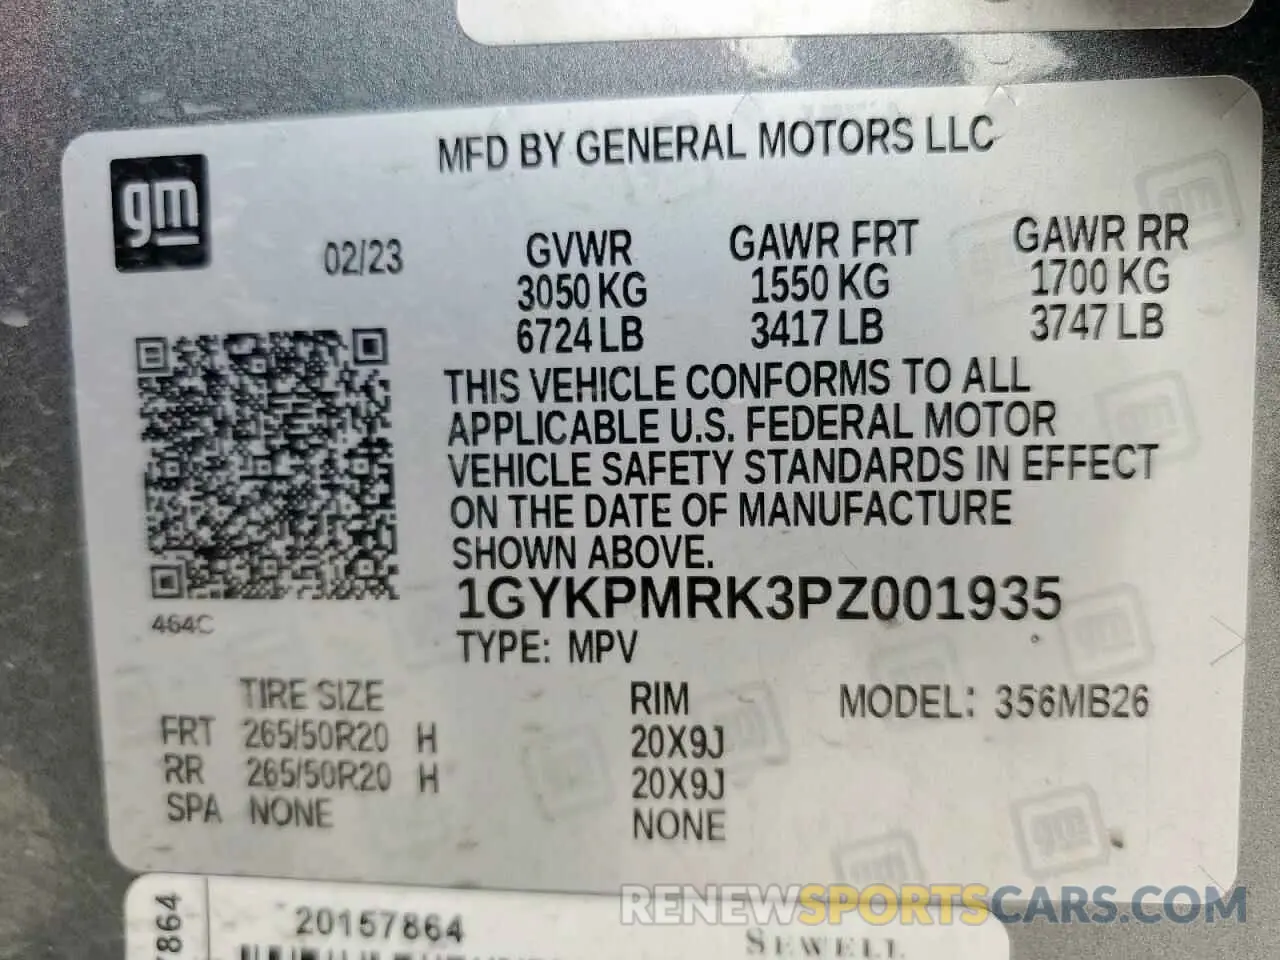 MFD BY GENERAL MOTORS LLC
gm
02/23
GVWR GAWR FRT GAWR RR
3050 KG 1550 KG 1700 KG
6724 LB 3417 LB 3747 LB
THIS VEHICLE CONFORMS TO ALL
APPLICABLE U.S. FEDERAL MOTOR
VEHICLE SAFETY STANDARDS IN EFFECT
ON THE DATE OF MANUFACTURE
SHOWN ABOVE.
1GYKPMRK3PZ001935
464C
TYPE: MPV
TIRE SIZE RIM MODEL: 356MB26
FRT 265/50R20 H 20X9J
RR 265/50R20 H 20X9J
SPA NONE NONE
RENEWSPORTSCARS.COM
7864
20157864
SEWELL